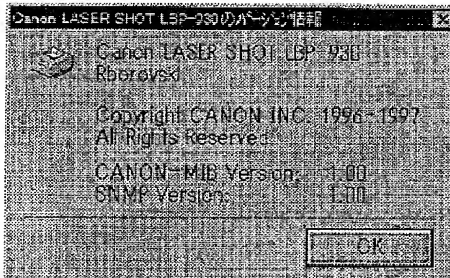 Canon LASER SHOT LBP-930のバージョン情報
Canon LASER SHOT LBP-930
Rborovski
Copyright CANON INC. 1996-1997
All Rights Reserved
CANON-MIB Version: 1.00
SNMP Version: 1.00
OK